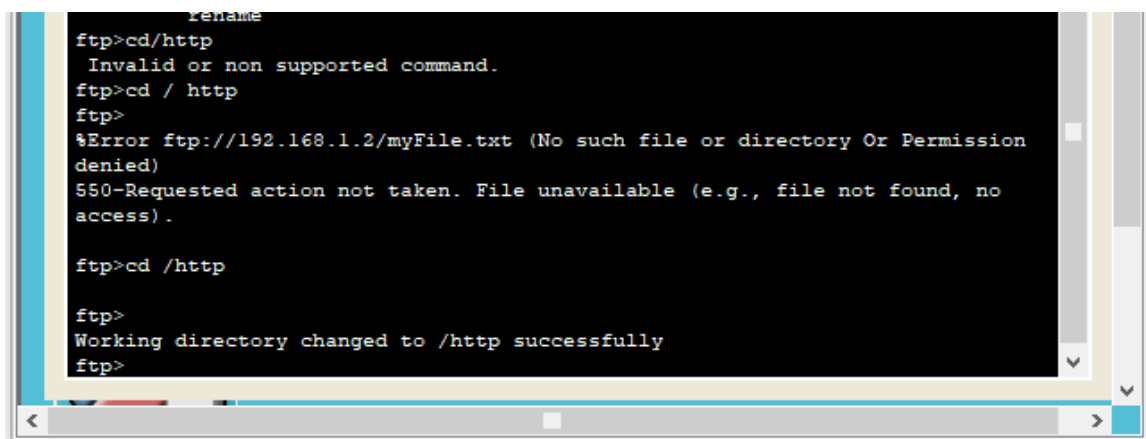 rename
ftp>cd/http
Invalid or non supported command.
ftp>cd / http
ftp>
%Error ftp://192.168.1.2/myFile.txt (No such file or directory Or Permission
denied)
550-Requested action not taken. File unavailable (e.g., file not found, no
access).
ftp>cd /http
ftp>
Working directory changed to /http successfully
ftp>